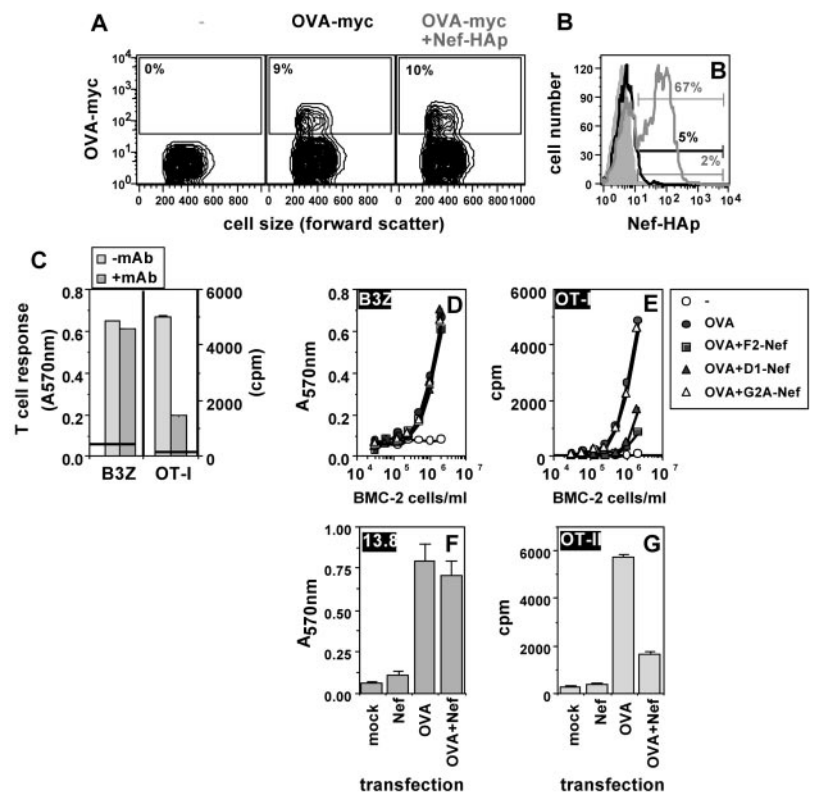 A
-
OVA-myc
OVA-myc
+Nef-HAp
B
OVA-myc
10^4
10^3
10^2
10^1
10^0
0%
9%
10%
0 200 400 600 800
0 200 400 600 800
0 200 400 600 800 1000
cell size (forward scatter)
cell number
120
90
60
30
0
B
67%
5%
2%
10^0 10^1 10^2 10^3 10^4
Nef-HAp
C
-mAb
+mAb
T cell response
(A570nm)
0.8
0.6
0.4
0.2
0.0
6000
4000
2000
0
(cpm)
B3Z OT-I
B3Z
D
A570nm
0.8
0.6
0.4
0.2
0.0
10^4 10^5 10^6 10^7
BMC-2 cells/ml
OT-I
E
cpm
6000
4000
2000
0
10^4 10^5 10^6 10^7
BMC-2 cells/ml
-
OVA
OVA+F2-Nef
OVA+D1-Nef
OVA+G2A-Nef
13.8
F
A570nm
1.00
0.75
0.50
0.25
0.00
mock
Nef
OVA
OVA+Nef
transfection
OT-II
G
cpm
6000
4000
2000
0
mock
Nef
OVA
OVA+Nef
transfection